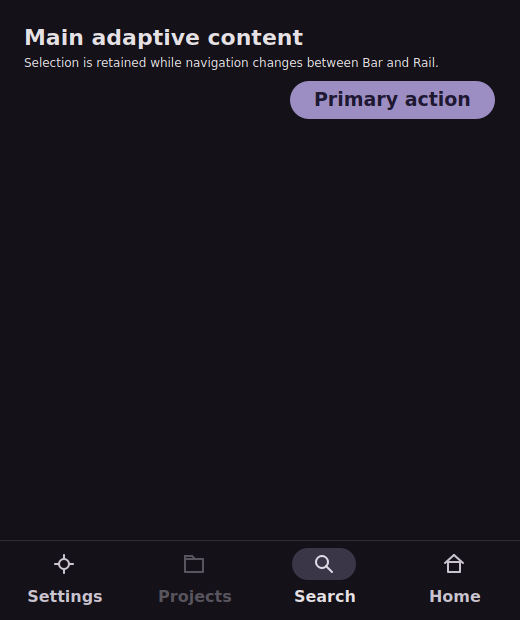 Main adaptive content
Selection is retained while navigation changes between Bar and Rail.
Primary action
Settings
Projects
Search
Home